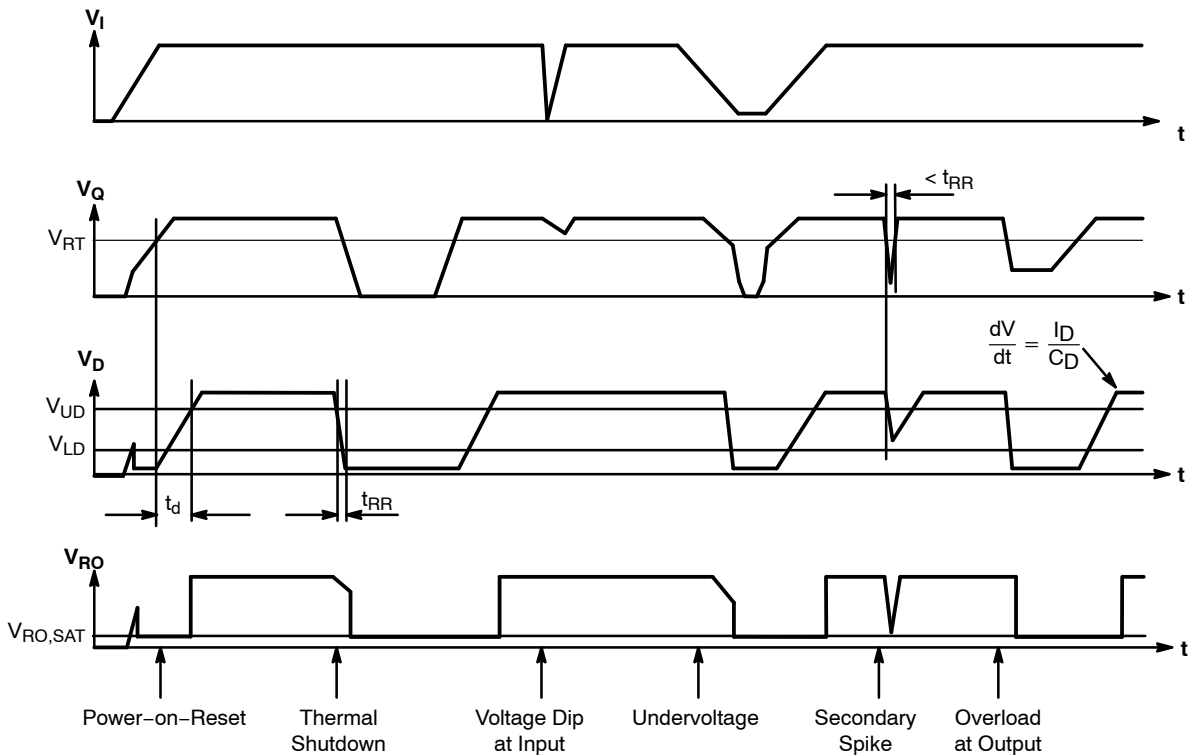 V_I
t
V_Q
< t_RR
V_RT
t
V_D
dV/dt = I_D/C_D
V_UD
V_LD
t
t_d
t_RR
V_RO
V_RO,SAT
t
Power−on−Reset
Thermal
Shutdown
Voltage Dip
at Input
Undervoltage
Secondary
Spike
Overload
at Output